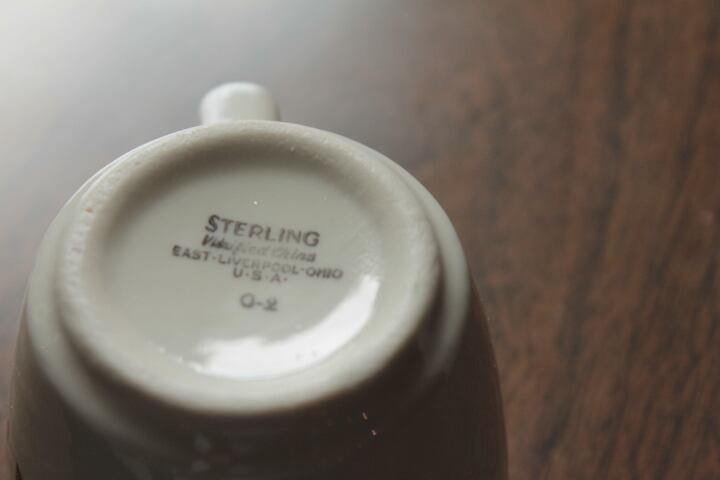 STERLING
Vitrified China
EAST·LIVERPOOL·OHIO
U·S·A·
G-2